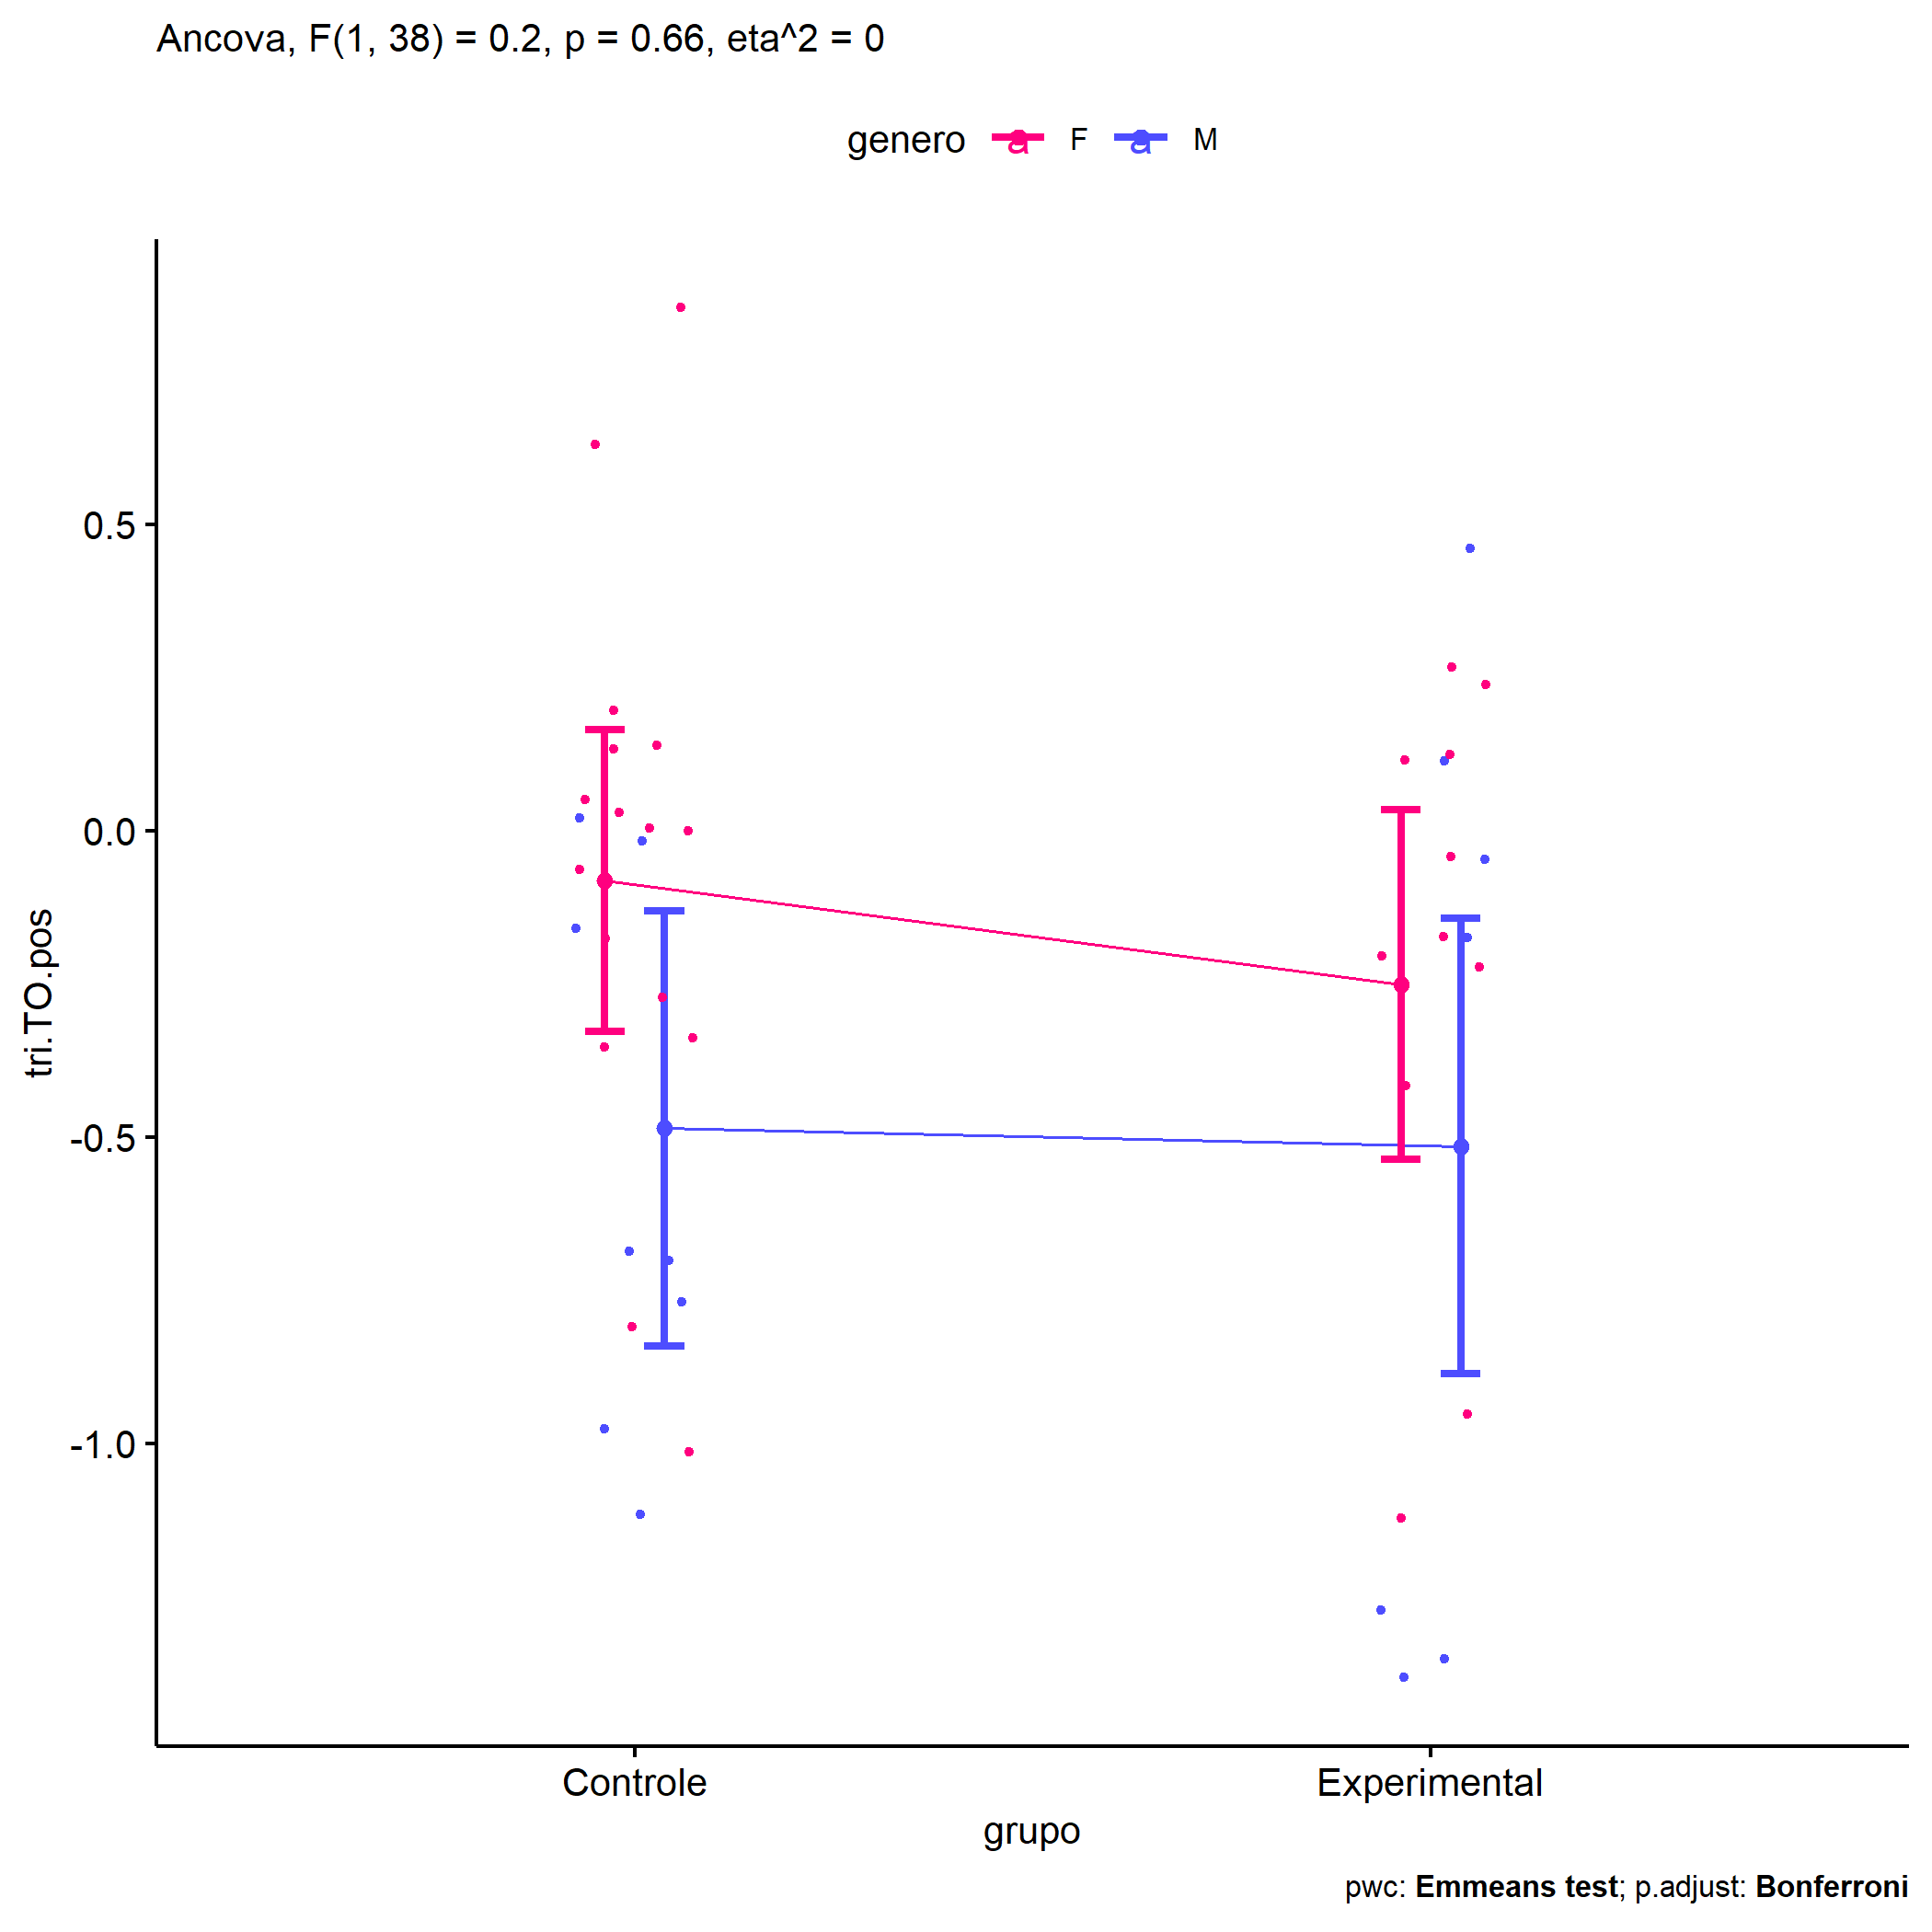 Ancova, F(1, 38) = 0.2, p = 0.66, eta^2 = 0
genero a F a M
0.5
0.0
-0.5
-1.0
tri.TO.pos
Controle Experimental
grupo
pwc: Emmeans test; p.adjust: Bonferroni